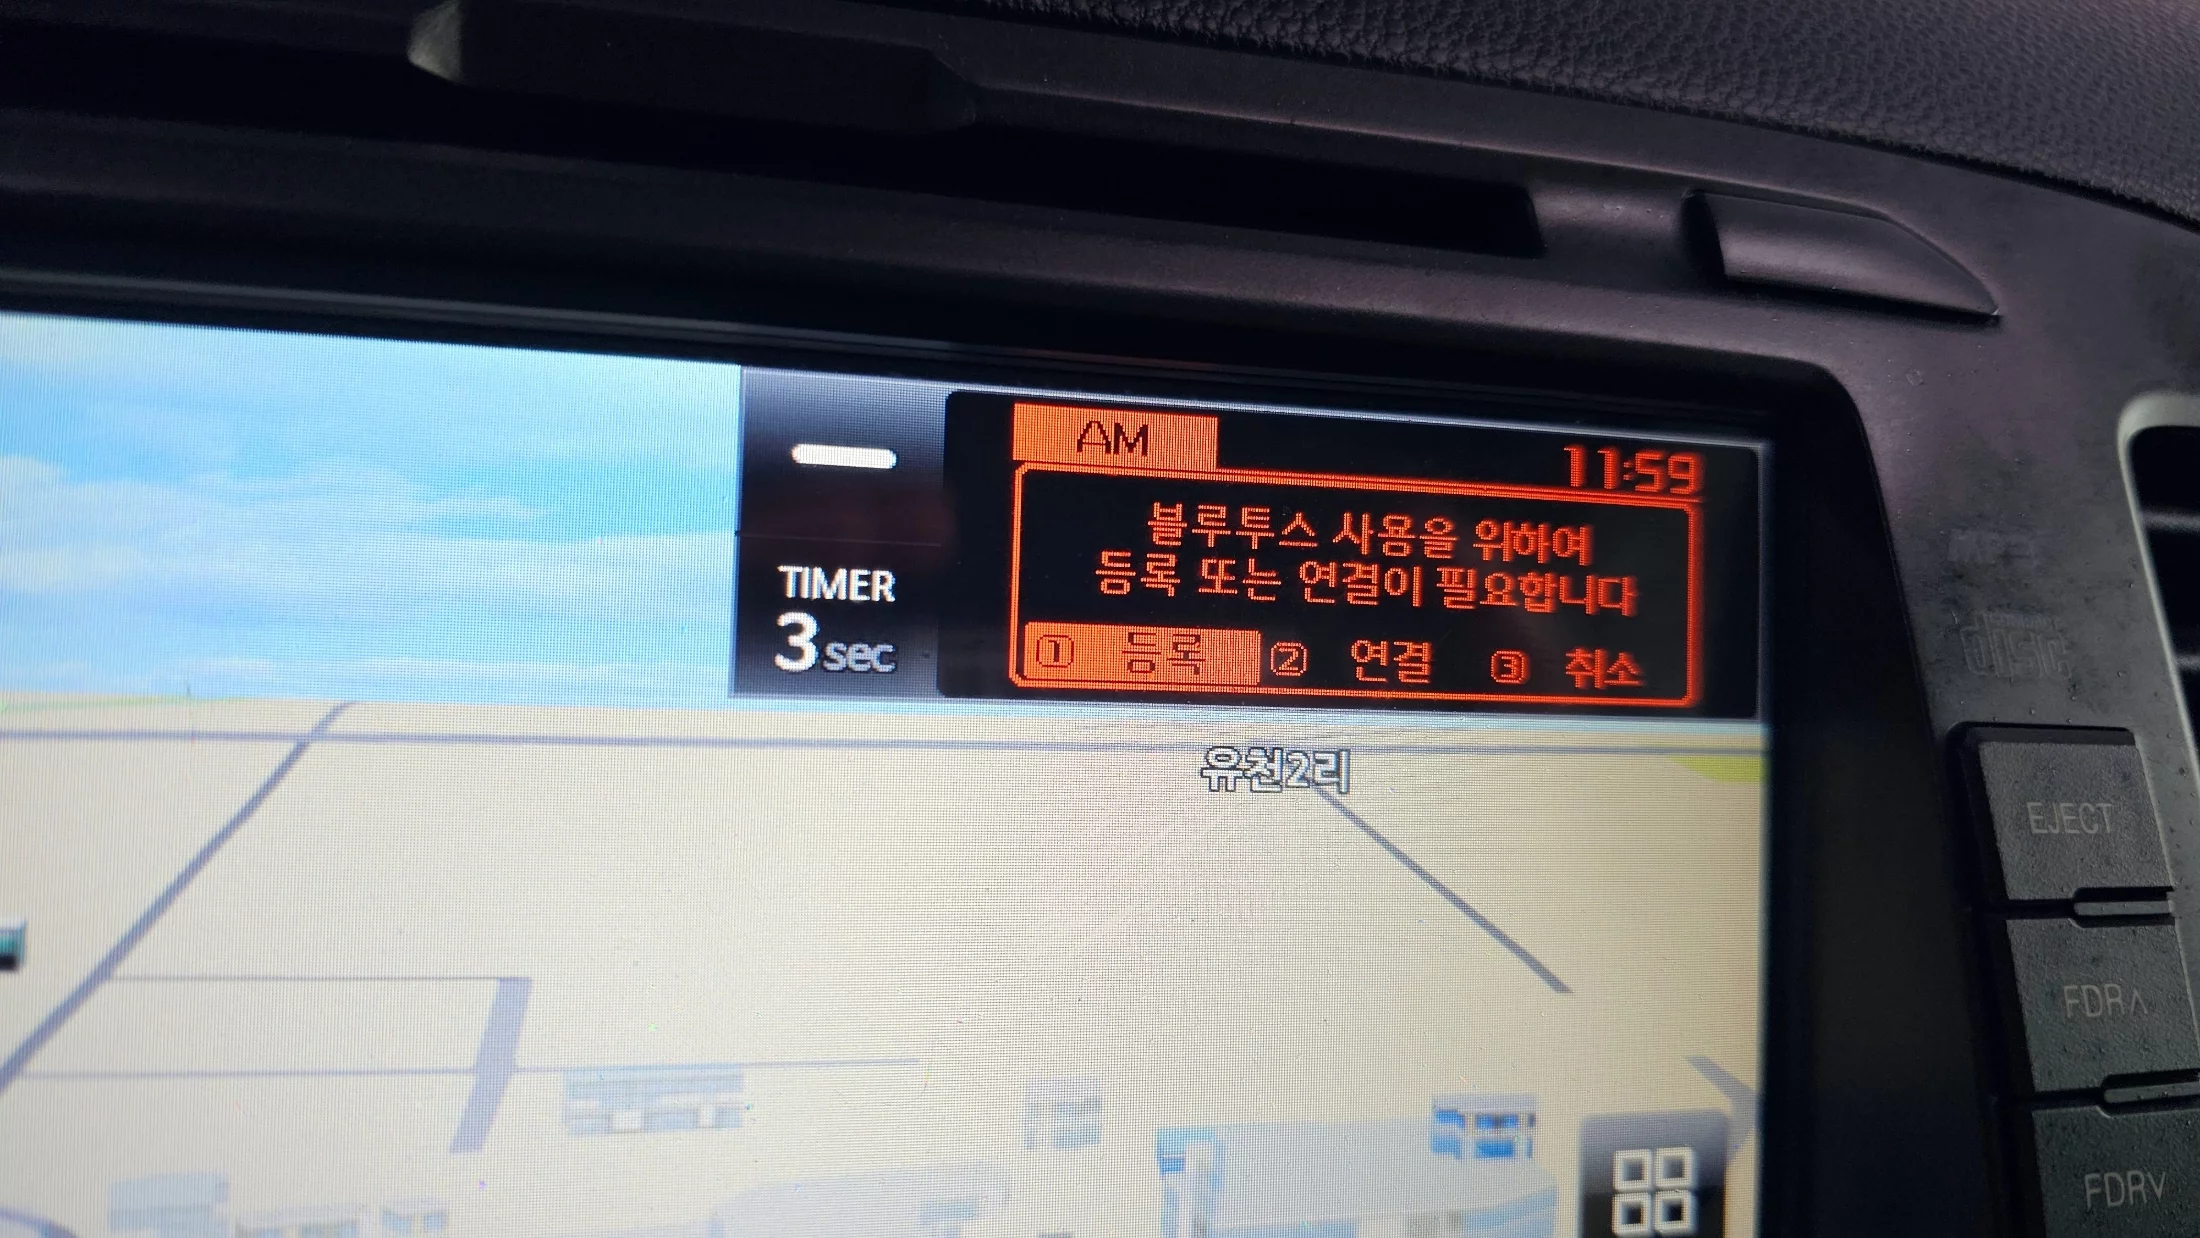 AM
11:59
블루투스 사용을 위하여
등록 또는 연결이 필요합니다
① 등록 ② 연결 ③ 취소
TIMER
3 sec
유천2리
EJECT
FDR∧
FDR∨